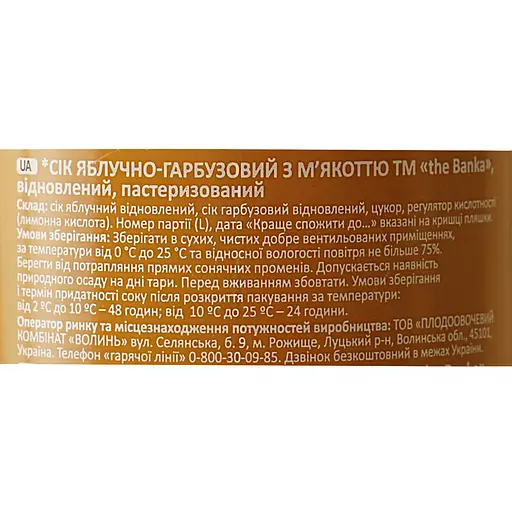 UA *СІК ЯБЛУЧНО-ГАРБУЗОВИЙ З М’ЯКОТТЮ ТМ «the Banka»,
відновлений, пастеризований
Склад: сік яблучний відновлений, сік гарбузовий відновлений, цукор, регулятор кислотності
(лимонна кислота). Номер партії (L), дата «Краще спожити до...» вказані на кришці пляшки.
Умови зберігання: Зберігати в сухих, чистих добре вентильованих приміщеннях,
за температури від 0 °С до 25 °С та відносної вологості повітря не більше 75%.
Берегти від потрапляння прямих сонячних променів. Допускається наявність
природного осаду на дні тари. Перед вживанням збовтати. Умови зберігання
і термін придатності соку після розкриття пакування за температури:
від 2 ºС до 10 ºС – 48 годин; від 10 ºС до 25 ºС – 24 години.
Оператор ринку та місцезнаходження потужностей виробництва: ТОВ «ПЛОДООВОЧЕВИЙ
КОМБІНАТ «ВОЛИНЬ» вул. Селянська, б. 9, м. Рожище, Луцький р-н, Волинська обл., 45101,
Україна. Телефон «гарячої лінії» 0-800-30-09-85. Дзвінок безкоштовний в межах України.